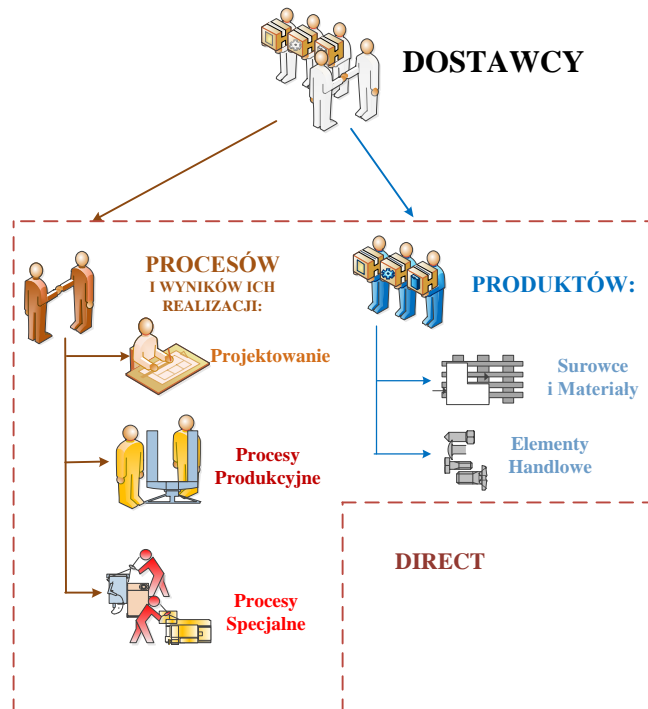 DOSTAWCY
PROCESÓW
I WYNIKÓW ICH
REALIZACJI:
Projektowanie
Procesy
Produkcyjne
Procesy
Specjalne
PRODUKTÓW:
Surowce
i Materiały
Elementy
Handlowe
DIRECT